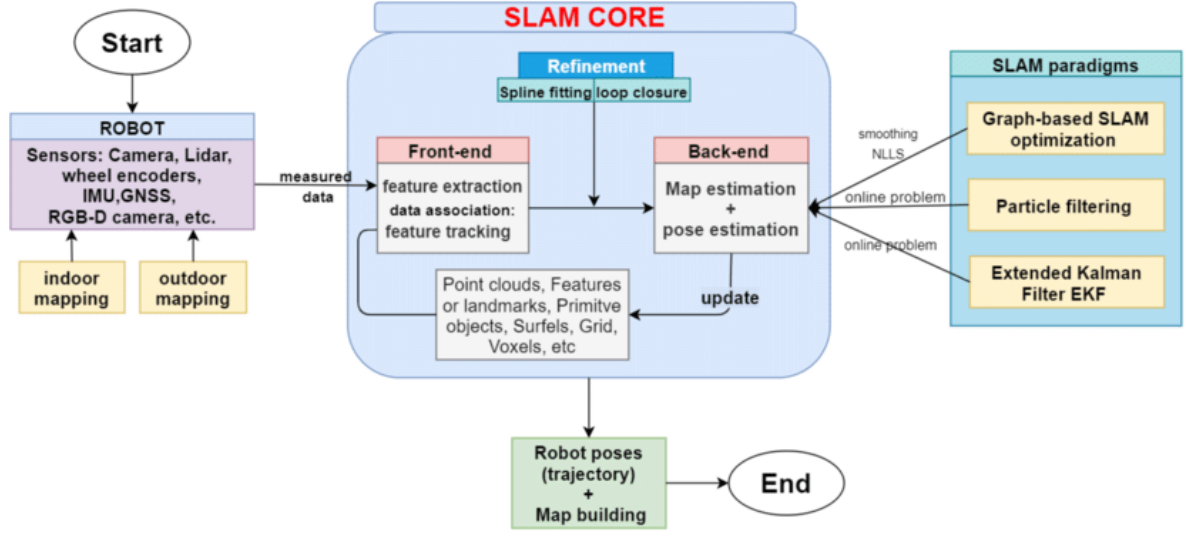 Start
ROBOT
Sensors: Camera, Lidar,
wheel encoders,
IMU,GNSS,
RGB-D camera, etc.
indoor
mapping
outdoor
mapping
measured
data
SLAM CORE
Refinement
Spline fitting loop closure
Front-end
feature extraction
data association:
feature tracking
Back-end
Map estimation
+
pose estimation
update
Point clouds, Features
or landmarks, Primitve
objects, Surfels, Grid,
Voxels, etc
SLAM paradigms
Graph-based SLAM
optimization
Particle filtering
Extended Kalman
Filter EKF
smoothing
NLLS
online problem
online problem
Robot poses
(trajectory)
+
Map building
End